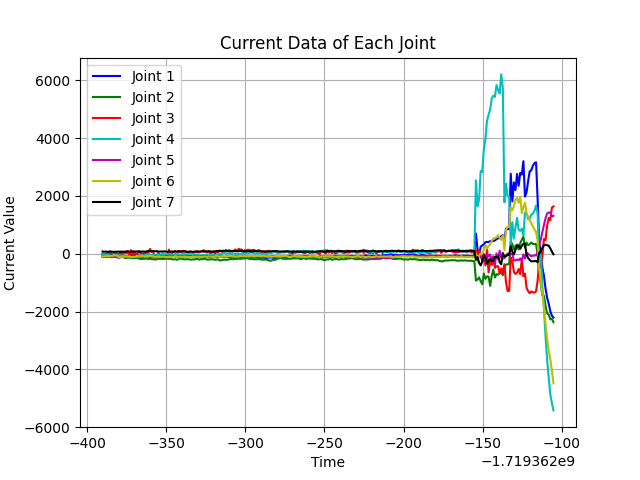 Current Data of Each Joint
Current Value
6000
4000
2000
0
−2000
−4000
−6000
Joint 1
Joint 2
Joint 3
Joint 4
Joint 5
Joint 6
Joint 7
−400 −350 −300 −250 −200 −150 −100
Time
−1.719362e9